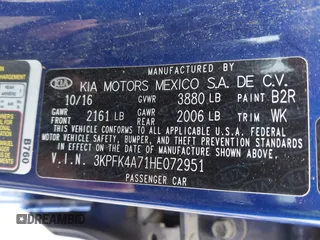 MANUFACTURED BY
KIA KIA MOTORS MEXICO S.A. DE C.V.
10/16 GVWR 3880 LB PAINT B2R
GAWR FRONT 2161 LB GAWR REAR 2006 LB TRIM WK
THIS VEHICLE CONFORMS TO ALL APPLICABLE FEDERAL
MOTOR VEHICLE SAFETY, BUMPER, AND THEFT PREVENTION
STANDARDS IN EFFECT ON THE DATE OF MANUFACTURE
SHOWN ABOVE.
V.I.N. 3KPFK4A71HE072951
PASSENGER CAR
B760
DREAMBID